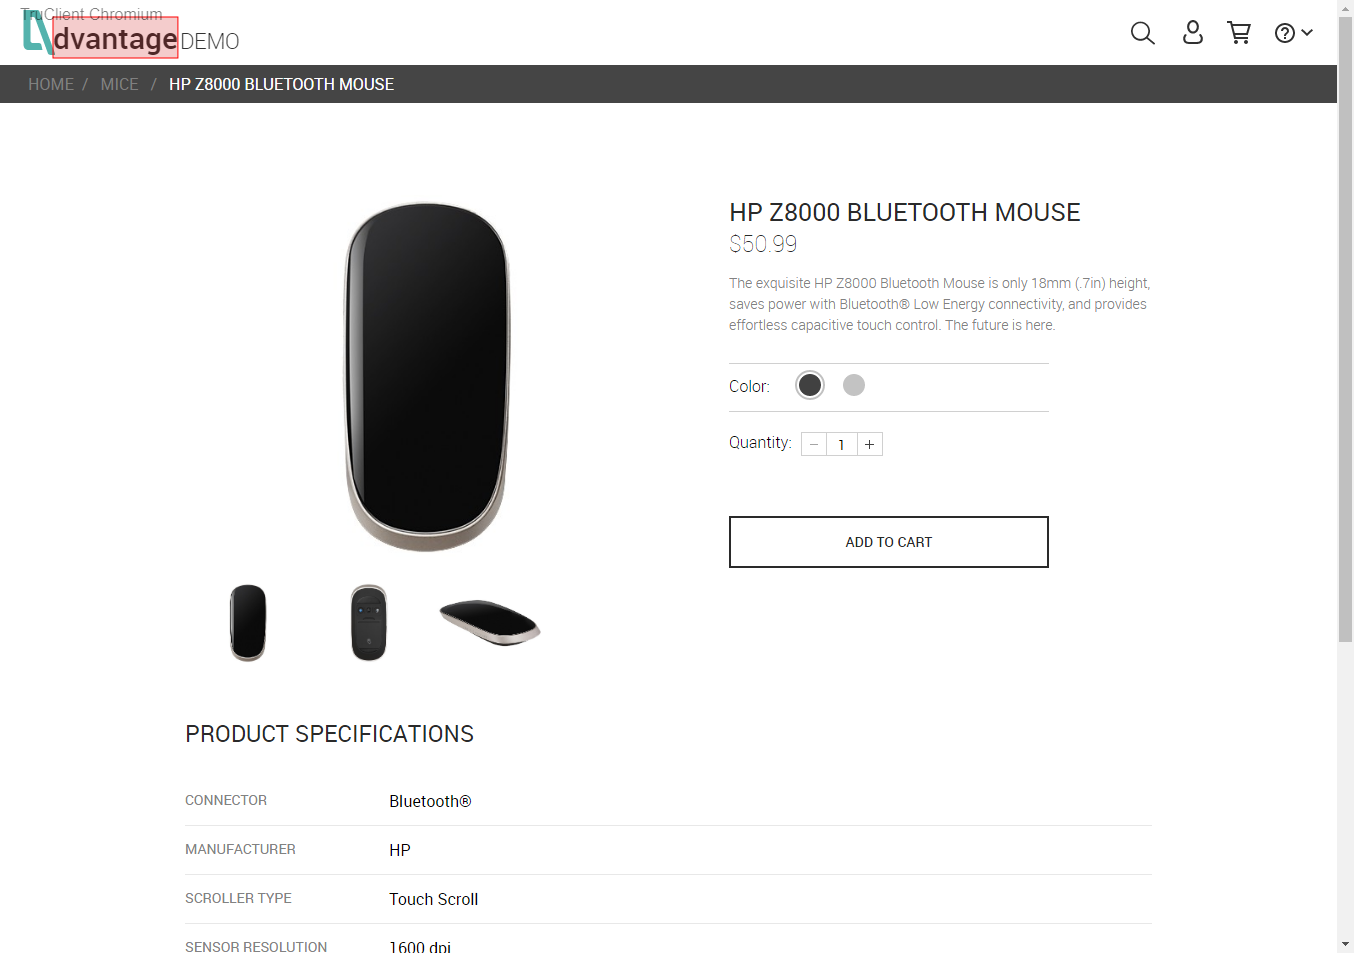 TruClient Chromium
dvantage DEMO
HOME / MICE / HP Z8000 BLUETOOTH MOUSE
HP Z8000 BLUETOOTH MOUSE
$50.99
The exquisite HP Z8000 Bluetooth Mouse is only 18mm (.7in) height,
saves power with Bluetooth® Low Energy connectivity, and provides
effortless capacitive touch control. The future is here.
Color:
Quantity: − 1 +
ADD TO CART
PRODUCT SPECIFICATIONS
CONNECTOR Bluetooth®
MANUFACTURER HP
SCROLLER TYPE Touch Scroll
SENSOR RESOLUTION 1600 dpi